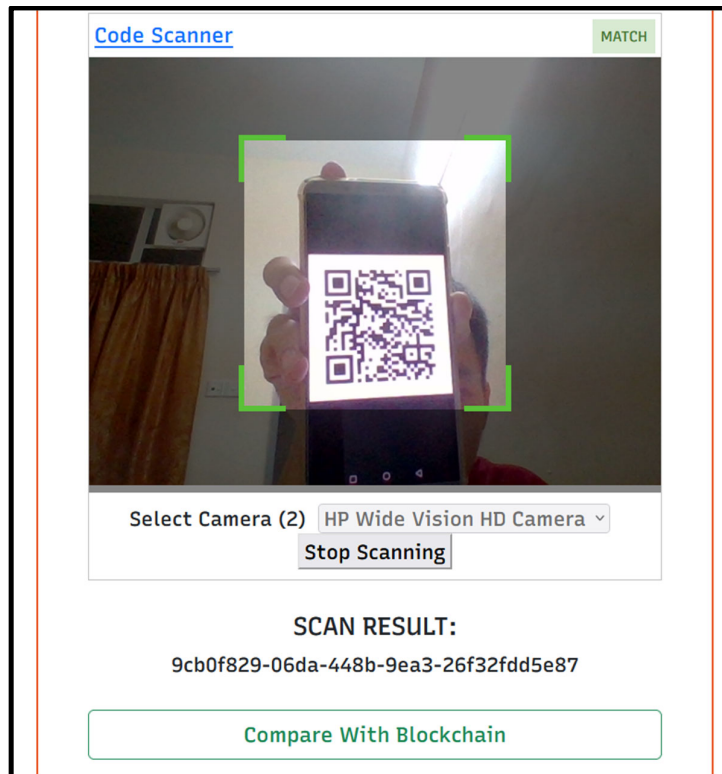 Code Scanner
MATCH
Select Camera (2) HP Wide Vision HD Camera
Stop Scanning
SCAN RESULT:
9cb0f829-06da-448b-9ea3-26f32fdd5e87
Compare With Blockchain